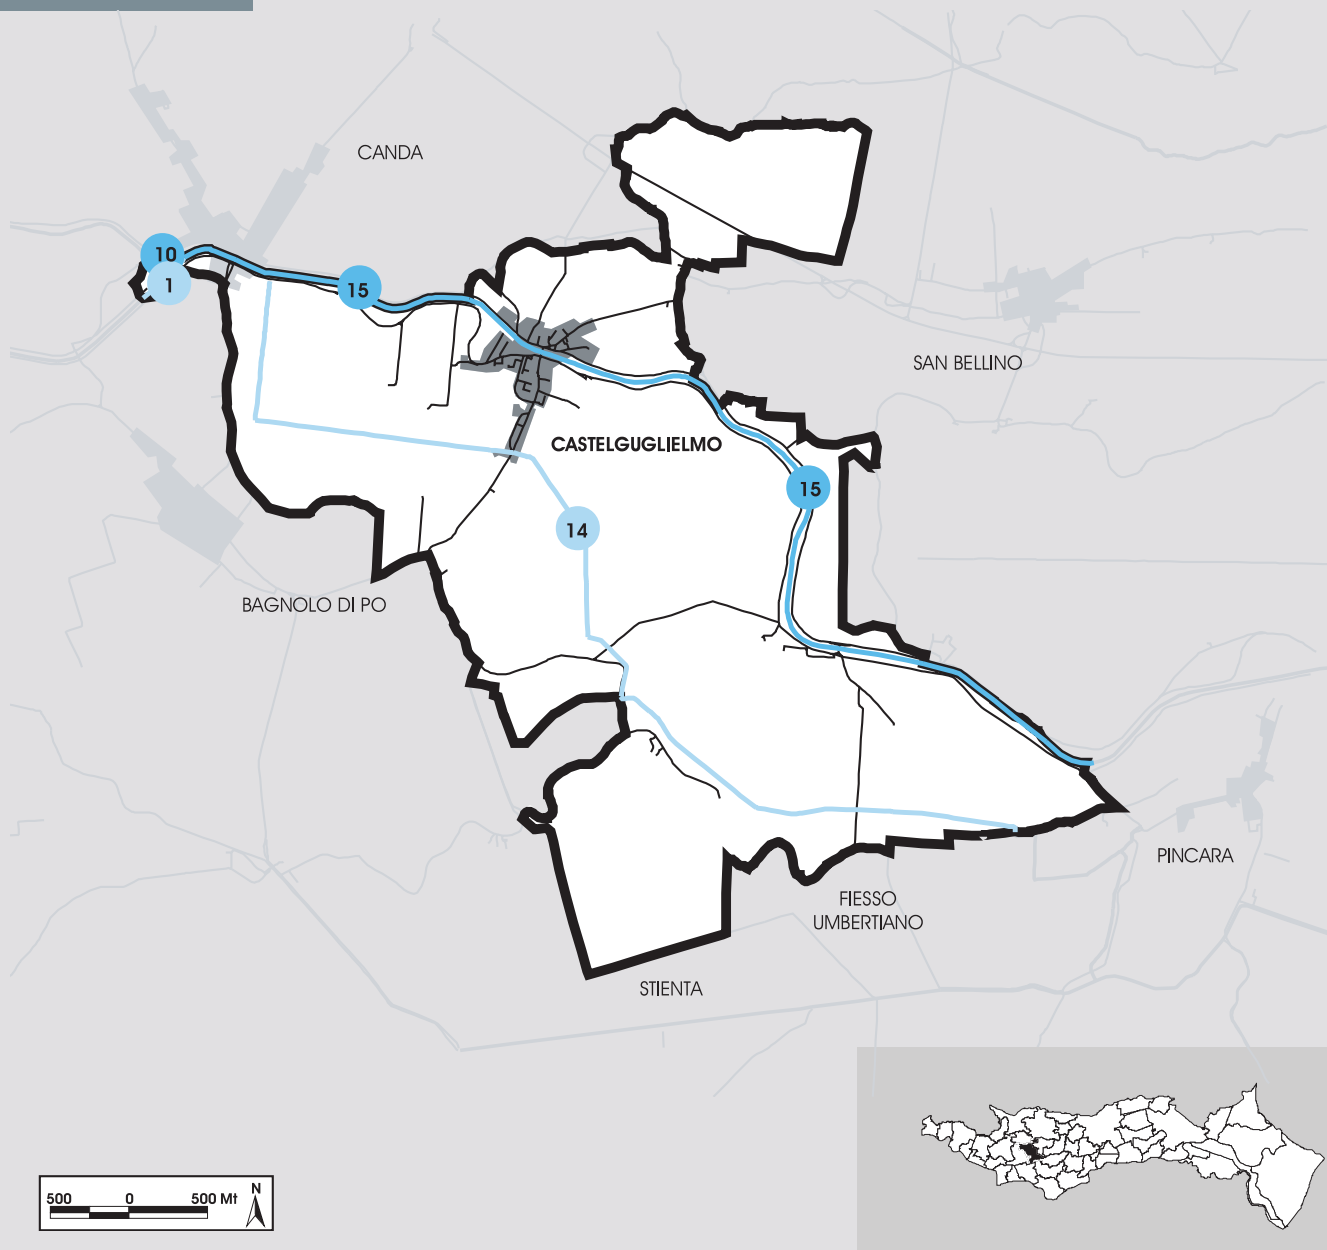 CANDA
10
1
15
SAN BELLINO
CASTELGUGLIELMO
15
14
BAGNOLO DI PO
PINCARA
FIESSO
UMBERTIANO
STIENTA
500 0 500 Mt N